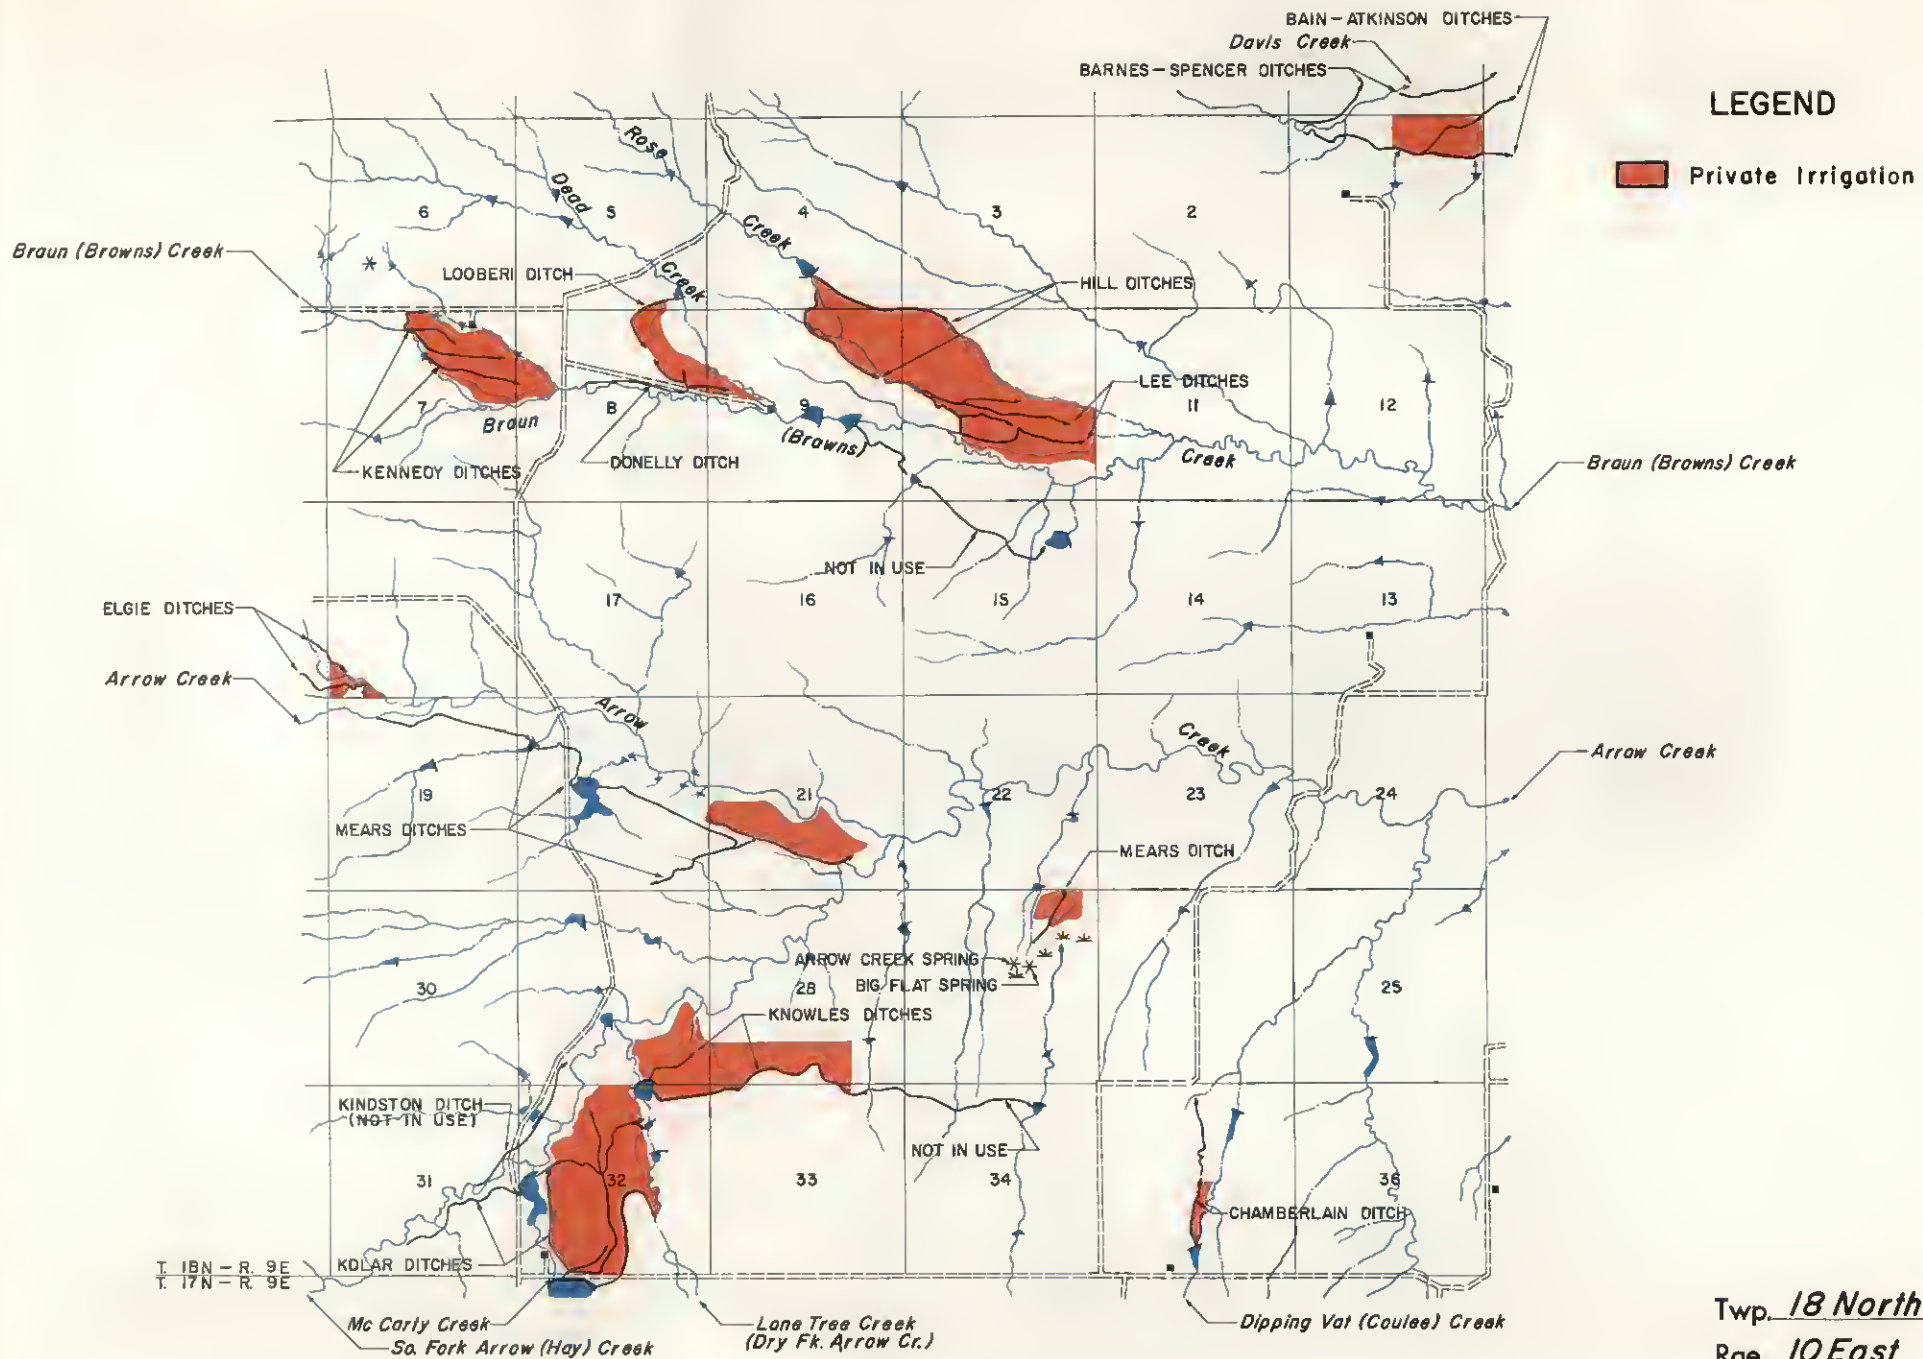 BAIN-ATKINSON DITCHES
Davis Creek
BARNES-SPENCER DITCHES
LEGEND
Private Irrigation
Rose
Dead
6
5
4
3
2
Creek
Braun (Browns) Creek
LOOBERI DITCH
Creek
HILL DITCHES
LEE DITCHES
7
8
9
11
12
Braun
(Browns)
Creek
KENNEDY DITCHES
DONELLY DITCH
Braun (Browns) Creek
NOT IN USE
17
16
15
14
13
ELGIE DITCHES
Arrow Creek
Arrow
Creek
Arrow Creek
19
21
22
23
24
MEARS DITCHES
MEARS DITCH
ARROW CREEK SPRING
30
28
BIG FLAT SPRING
25
KNOWLES DITCHES
KINDSTON DITCH
(NOT IN USE)
NOT IN USE
31
32
33
34
36
CHAMBERLAIN DITCH
KOLAR DITCHES
T. 18N - R. 9E
T. 17N - R. 9E
Mc Carty Creek
So. Fork Arrow (Hay) Creek
Lone Tree Creek
(Dry Fk. Arrow Cr.)
Dipping Vat (Coulee) Creek
Twp. 18 North
Rge. 10 East